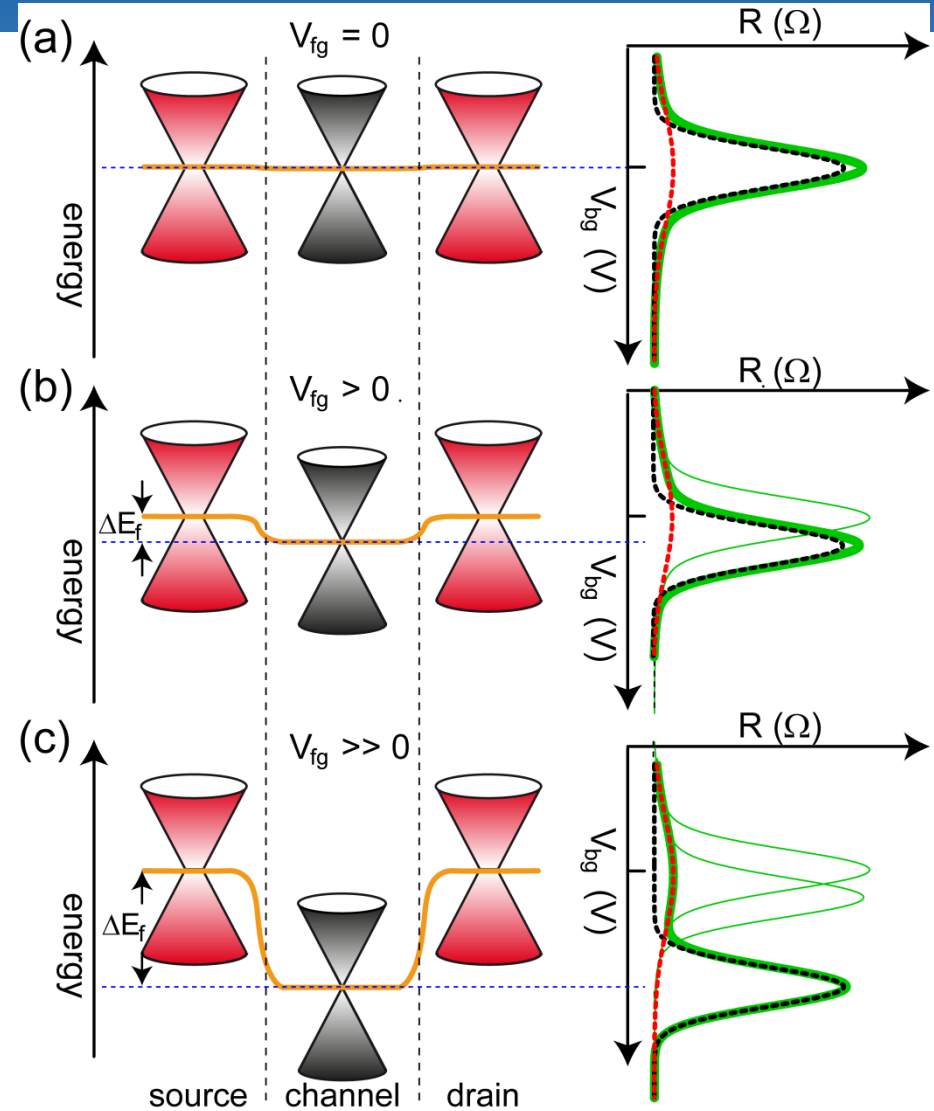 (a)
V_fg = 0
R (Ω)
energy
V_bg (V)
(b)
V_fg > 0 .
R. (Ω)
ΔE_f
energy
V_bg (V)
(c)
V_fg >> 0
R (Ω)
ΔE_f
energy
V_bg (V)
source channel drain